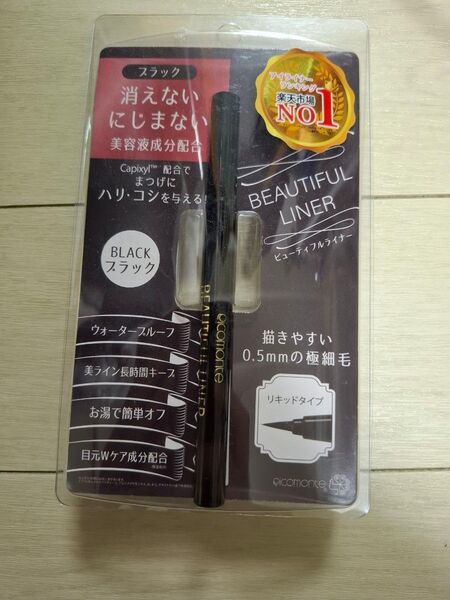 ブラック
消えない
にじまない
美容液成分配合
Capixyl™ 配合で
まつげに
ハリ・コシを与える!
アイライナー
ランキング
楽天市場
NO1
BEAUTIFUL
LINER
ビューティフルライナー
BLACK
ブラック
ウォータープルーフ
美ライン長時間キープ
お湯で簡単オフ
目元Wケア成分配合
BEAUTIFUL LINER
picomonte
描きやすい
0.5mmの極細毛
リキッドタイプ
picomonte